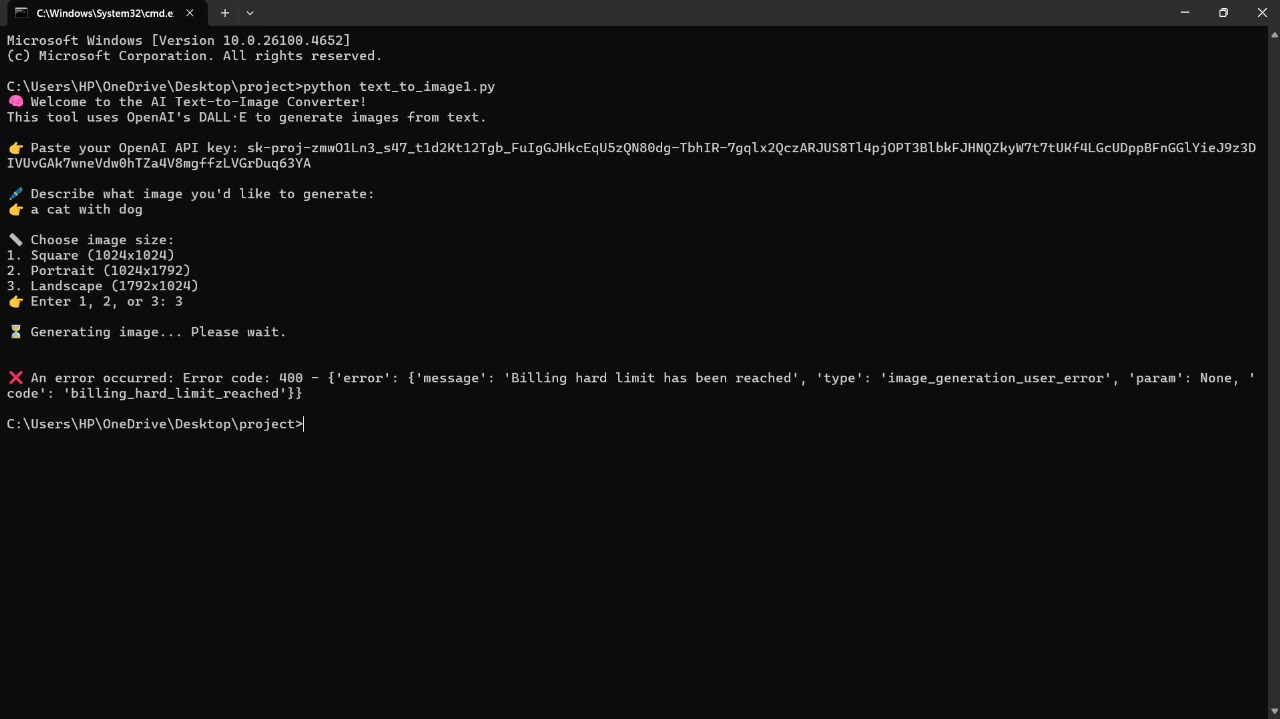 C:\Windows\System32\cmd.e
Microsoft Windows [Version 10.0.26100.4652]
(c) Microsoft Corporation. All rights reserved.
C:\Users\HP\OneDrive\Desktop\project>python text_to_image1.py
🧠 Welcome to the AI Text-to-Image Converter!
This tool uses OpenAI's DALL·E to generate images from text.
👉 Paste your OpenAI API key:
🖌️ Describe what image you'd like to generate:
👉 a cat with dog
📏 Choose image size:
1. Square (1024x1024)
2. Portrait (1024x1792)
3. Landscape (1792x1024)
👉 Enter 1, 2, or 3: 3
⏳ Generating image... Please wait.
❌ An error occurred: Error code: 400 - {'error': {'message': 'Billing hard limit has been reached', 'type': 'image_generation_user_error', 'param': None, '
code': 'billing_hard_limit_reached'}}
C:\Users\HP\OneDrive\Desktop\project>